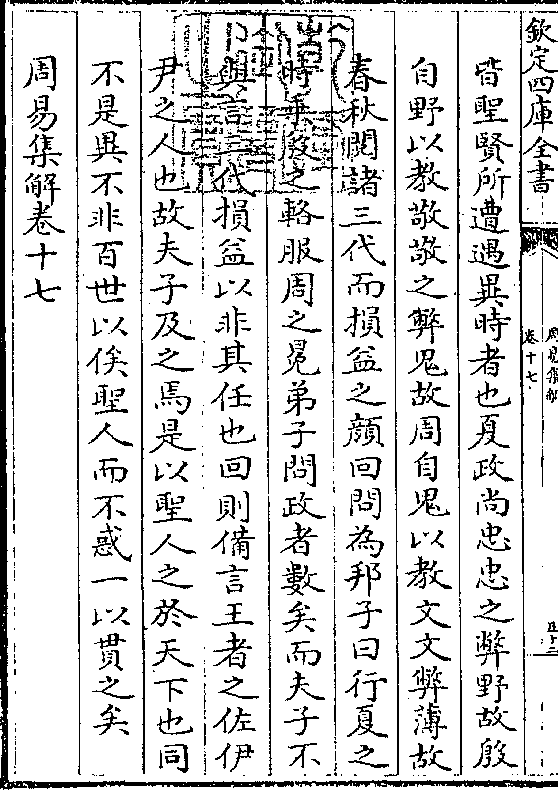 欽定四庫全書
周易集解
卷十七
皆聖賢所遭遇異時者也夏政尚忠忠之弊野故殷
自野以教敬敬之弊鬼故周自鬼以教文文弊薄故
春秋閱諸三代而損益之顔回問為邦子曰行夏之
時乗殷之輅服周之冕弟子問政者數矣而夫子不
與言三代損益以非其任也回則備言王者之佐伊
尹之人也故夫子及之焉是以聖人之於天下也同
不是異不非百世以俟聖人而不惑一以貫之矣
周易集解卷十七